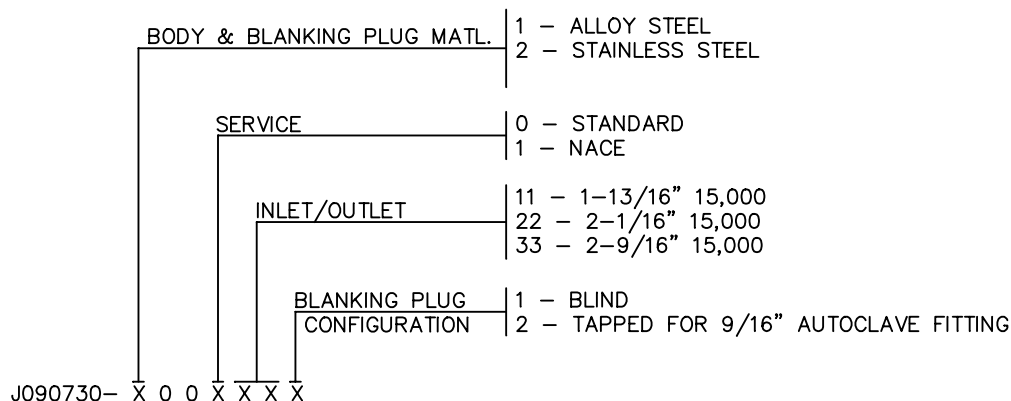 BODY & BLANKING PLUG MATL.
1 – ALLOY STEEL
2 – STAINLESS STEEL
SERVICE
0 – STANDARD
1 – NACE
INLET/OUTLET
11 – 1–13/16” 15,000
22 – 2–1/16” 15,000
33 – 2–9/16” 15,000
BLANKING PLUG
CONFIGURATION
1 – BLIND
2 – TAPPED FOR 9/16” AUTOCLAVE FITTING
J090730– X 0 0 X X X X